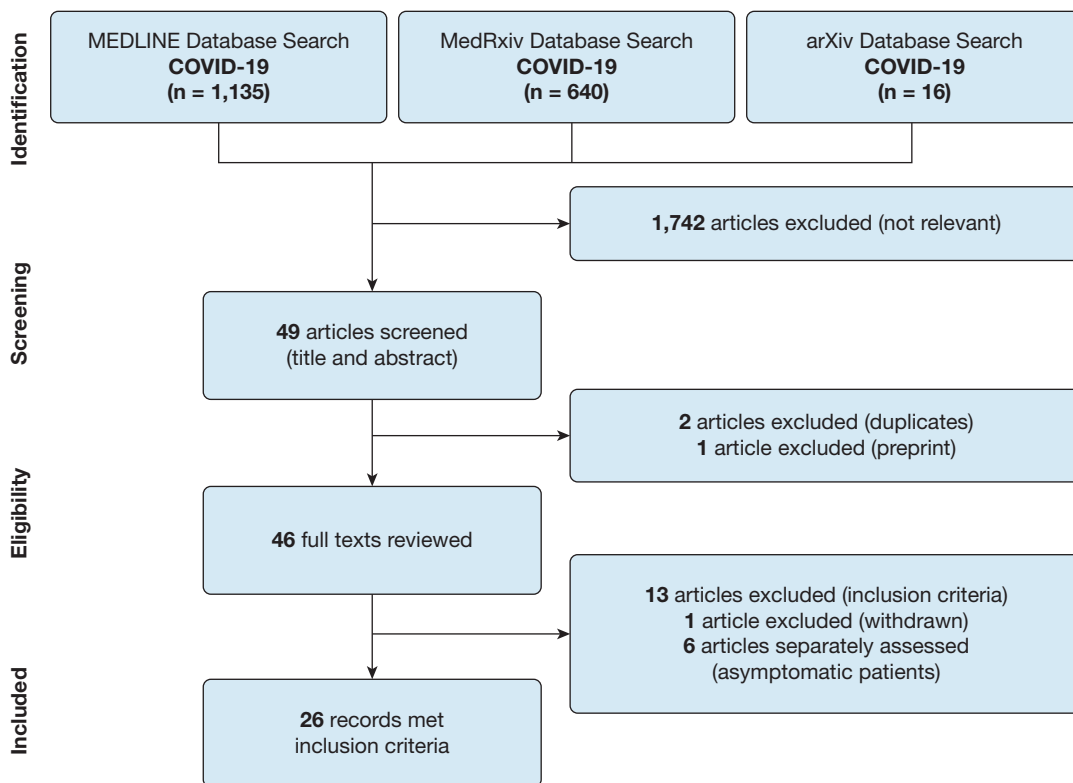 Identification
MEDLINE Database Search
COVID-19
(n = 1,135)
MedRxiv Database Search
COVID-19
(n = 640)
arXiv Database Search
COVID-19
(n = 16)
1,742 articles excluded (not relevant)
Screening
49 articles screened
(title and abstract)
2 articles excluded (duplicates)
1 article excluded (preprint)
Eligibility
46 full texts reviewed
13 articles excluded (inclusion criteria)
1 article excluded (withdrawn)
6 articles separately assessed
(asymptomatic patients)
Included
26 records met
inclusion criteria